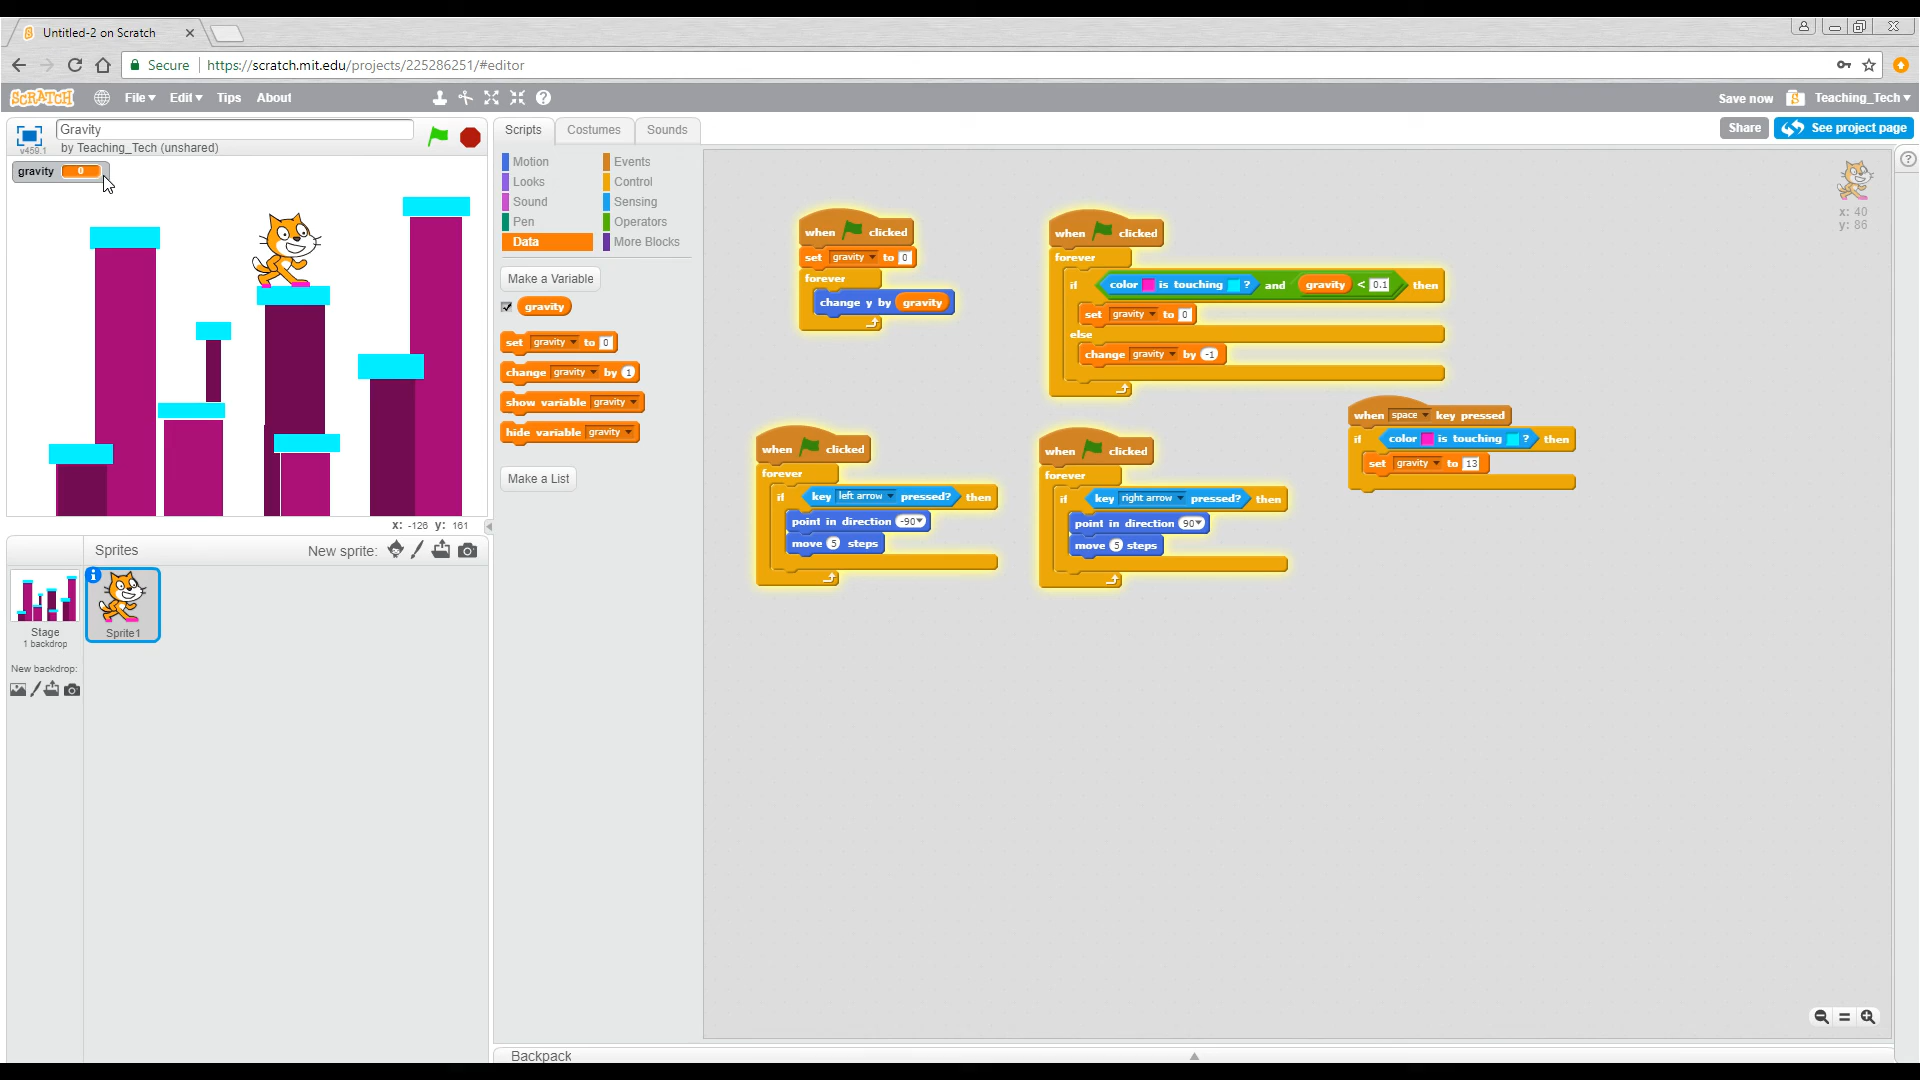 Untitled-2 on Scratch
Secure https://scratch.mit.edu/projects/225286251/#editor
SCRATCH File Edit Tips About Save now Teaching_Tech
Gravity
by Teaching_Tech (unshared)
v459.1
Scripts Costumes Sounds
Share See project page
gravity 0
Motion Events
Looks Control
Sound Sensing
Pen Operators
Data More Blocks
Make a Variable
gravity
set gravity to 0
change gravity by 1
show variable gravity
hide variable gravity
Make a List
when clicked
set gravity to 0
forever
change y by gravity
when clicked
forever
if color is touching ? and gravity < 0.1 then
set gravity to 0
else
change gravity by -1
when space key pressed
if color is touching ? then
set gravity to 13
when clicked
forever
if key left arrow pressed? then
point in direction -90
move 5 steps
when clicked
forever
if key right arrow pressed? then
point in direction 90
move 5 steps
x: 40
y: 86
x: -126 y: 161
Sprites New sprite:
Stage
1 backdrop
Sprite1
New backdrop:
Backpack